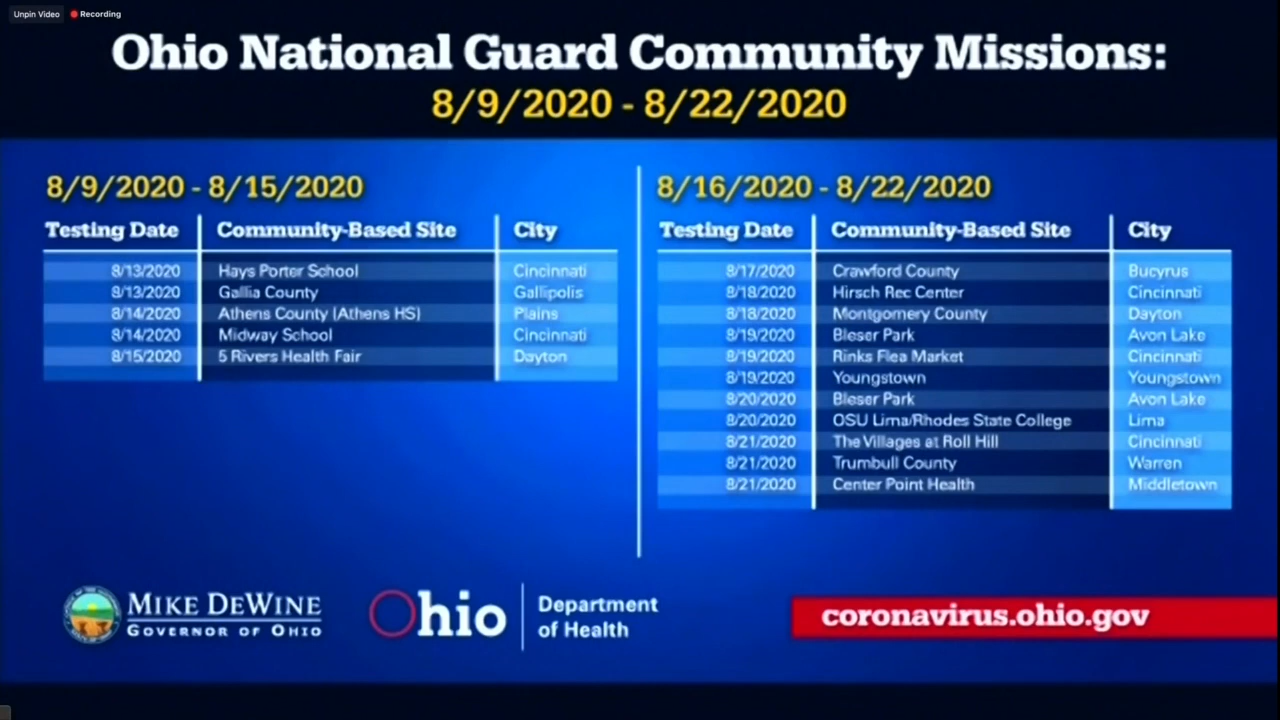 Unpin Video Recording
Ohio National Guard Community Missions:
8/9/2020 - 8/22/2020
8/9/2020 - 8/15/2020
Testing Date Community-Based Site City
8/13/2020 Hays Porter School Cincinnati
8/13/2020 Gallia County Gallipolis
8/14/2020 Athens County (Athens HS) Plains
8/14/2020 Midway School Cincinnati
8/15/2020 5 Rivers Health Fair Dayton
8/16/2020 - 8/22/2020
Testing Date Community-Based Site City
8/17/2020 Crawford County Bucyrus
8/18/2020 Hirsch Rec Center Cincinnati
8/18/2020 Montgomery County Dayton
8/19/2020 Bleser Park Avon Lake
8/19/2020 Rinks Flea Market Cincinnati
8/19/2020 Youngstown Youngstown
8/20/2020 Bleser Park Avon Lake
8/20/2020 OSU Lima/Rhodes State College Lima
8/21/2020 The Villages at Roll Hill Cincinnati
8/21/2020 Trumbull County Warren
8/21/2020 Center Point Health Middletown
MIKE DEWINE
GOVERNOR OF OHIO
Ohio
Department
of Health
coronavirus.ohio.gov